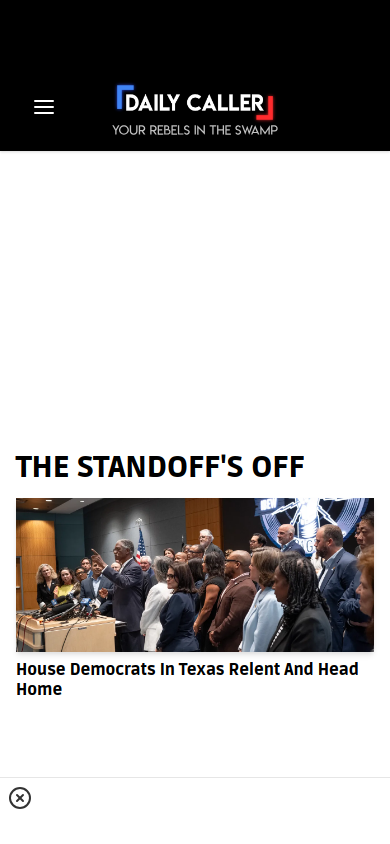 DAILY CALLER
YOUR REBELS IN THE SWAMP
THE STANDOFF'S OFF
House Democrats In Texas Relent And Head
Home